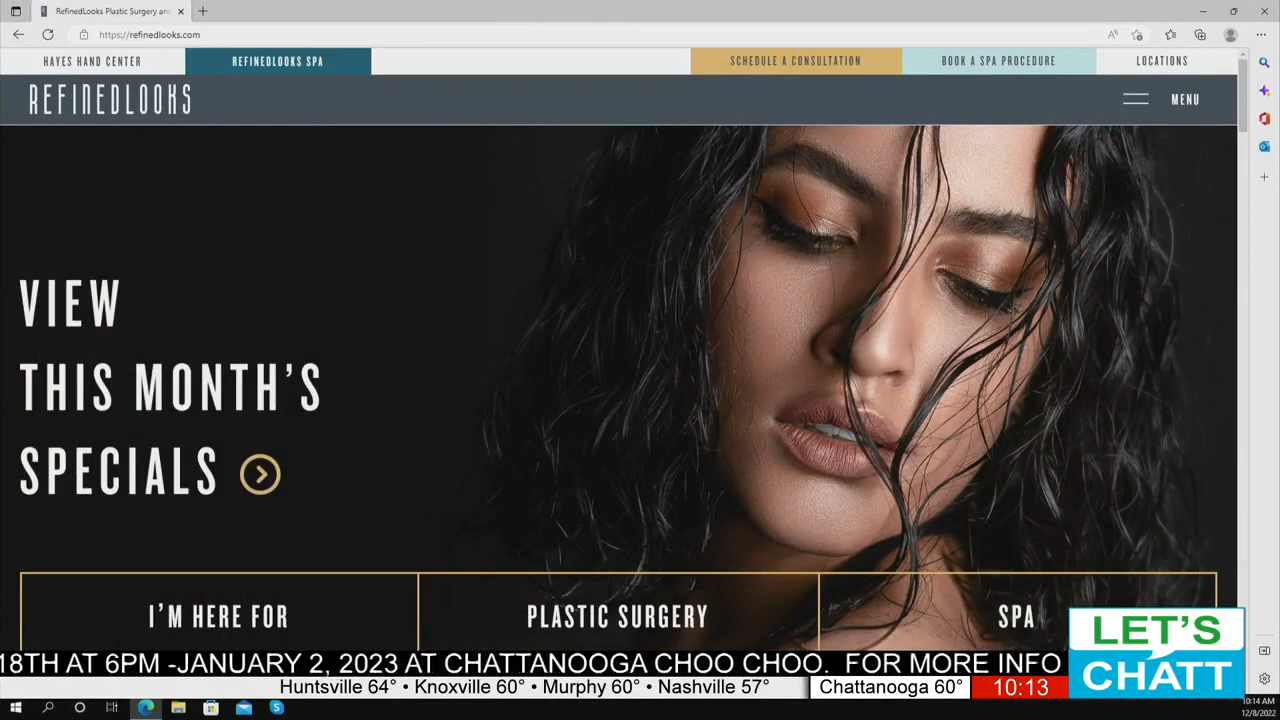 RefinedLooks Plastic Surgery and
https://refinedlooks.com
HAYES HAND CENTER
REFINEDLOOKS SPA
SCHEDULE A CONSULTATION
BOOK A SPA PROCEDURE
LOCATIONS
REFINEDLOOKS
MENU
VIEW
THIS MONTH'S
SPECIALS
I'M HERE FOR
PLASTIC SURGERY
SPA
LET'S
CHATT
18TH AT 6PM -JANUARY 2, 2023 AT CHATTANOOGA CHOO CHOO. FOR MORE INFO
Huntsville 64° • Knoxville 60° • Murphy 60° • Nashville 57°
Chattanooga 60°
10:13
10:14 AM
12/8/2022